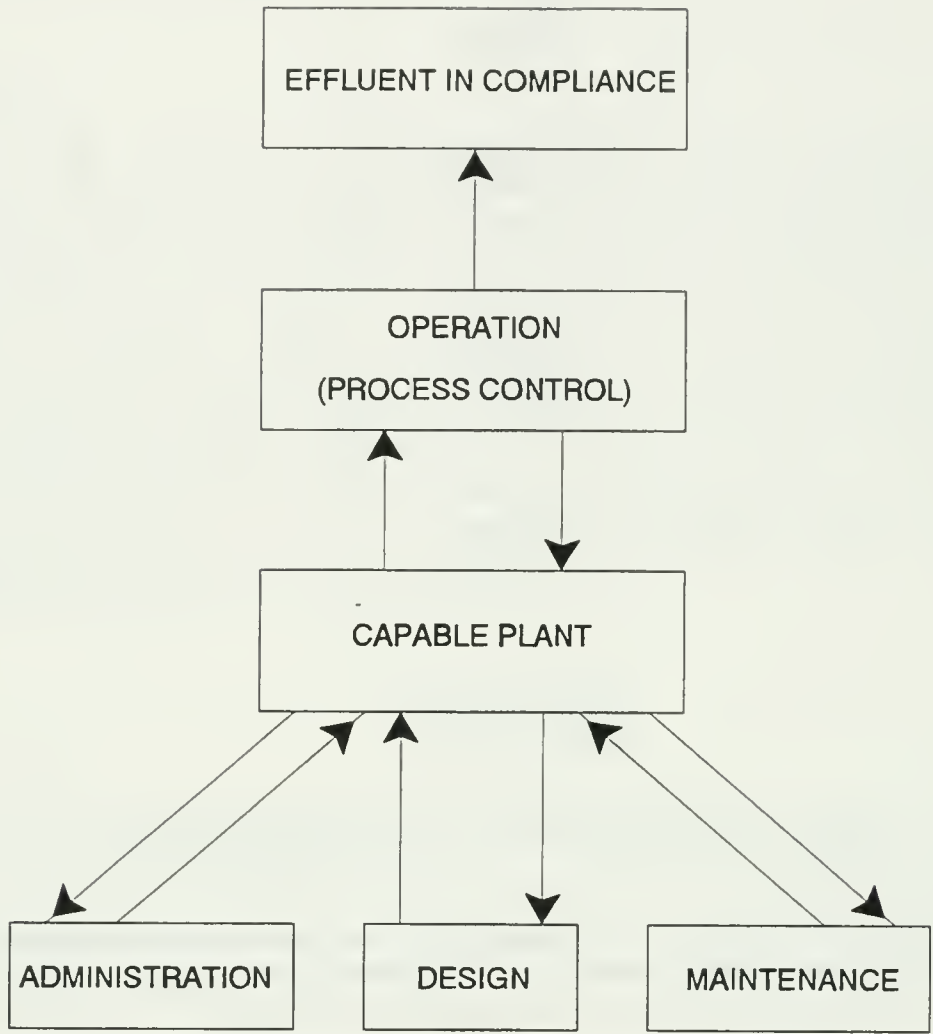 EFFLUENT IN COMPLIANCE
OPERATION
(PROCESS CONTROL)
CAPABLE PLANT
ADMINISTRATION
DESIGN
MAINTENANCE